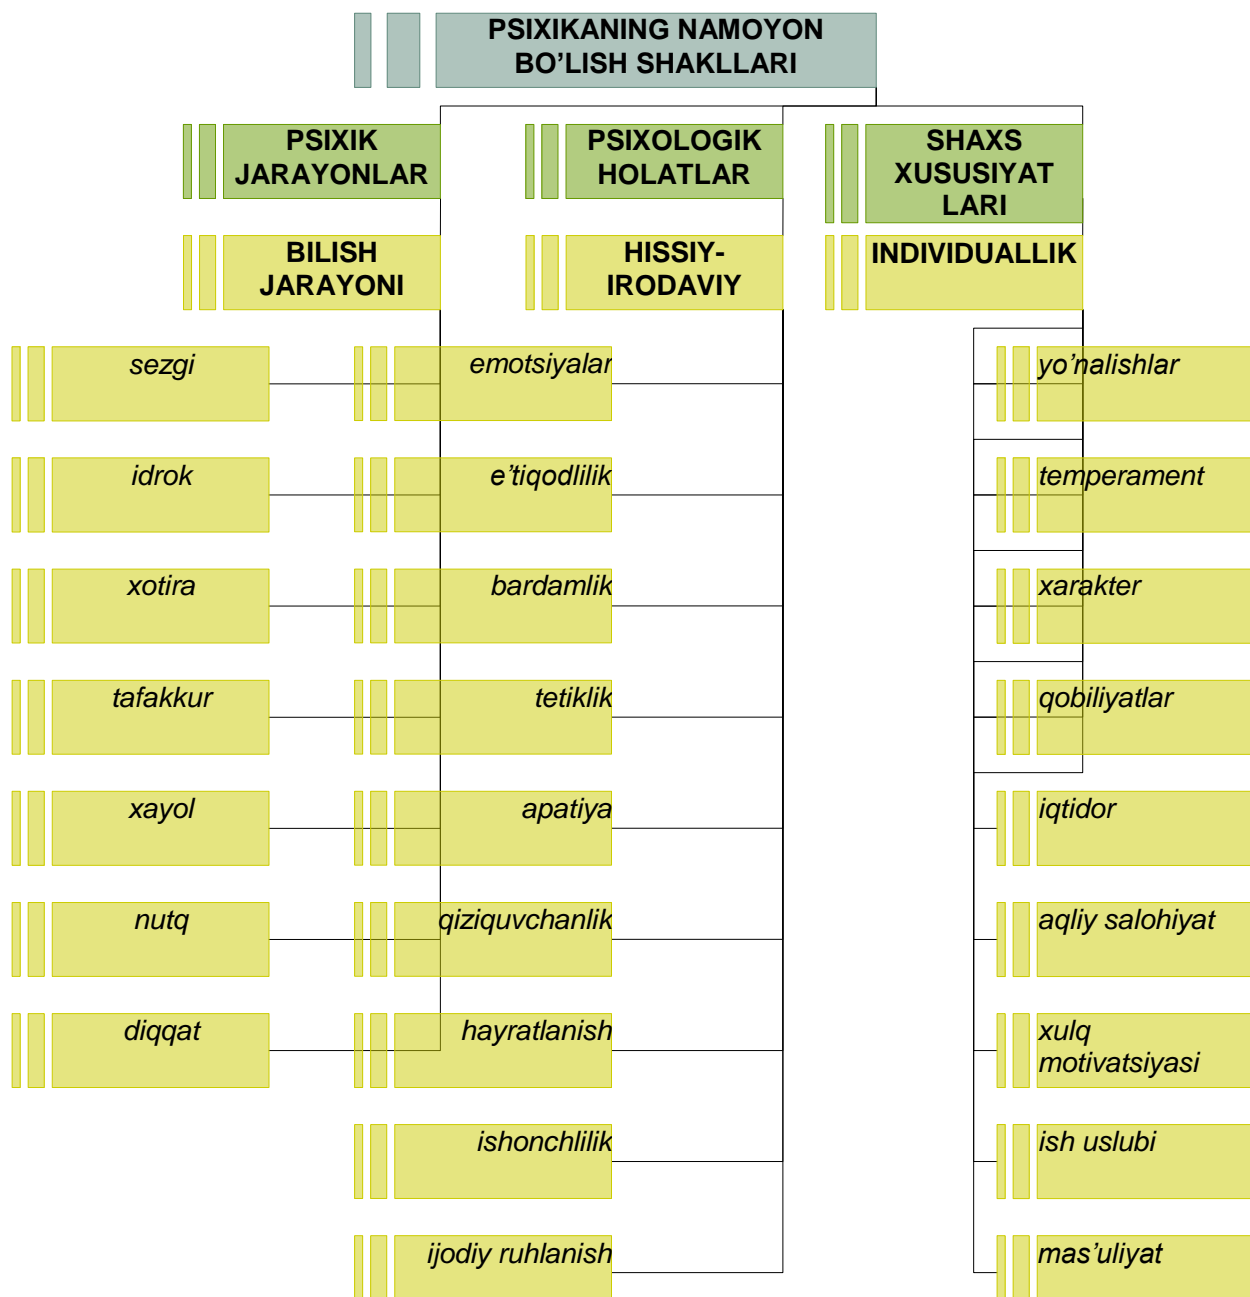 PSIXIKANING NAMOYON
BO’LISH SHAKLLARI
PSIXIK
JARAYONLAR
PSIXOLOGIK
HOLATLAR
SHAXS
XUSUSIYAT
LARI
BILISH
JARAYONI
HISSIY-
IRODAVIY
INDIVIDUALLIK
sezgi
idrok
xotira
tafakkur
xayol
nutq
diqqat
emotsiyalar
e’tiqodlilik
bardamlik
tetiklik
apatiya
qiziquvchanlik
hayratlanish
ishonchlilik
ijodiy ruhlanish
yo’nalishlar
temperament
xarakter
qobiliyatlar
iqtidor
aqliy salohiyat
xulq
motivatsiyasi
ish uslubi
mas’uliyat